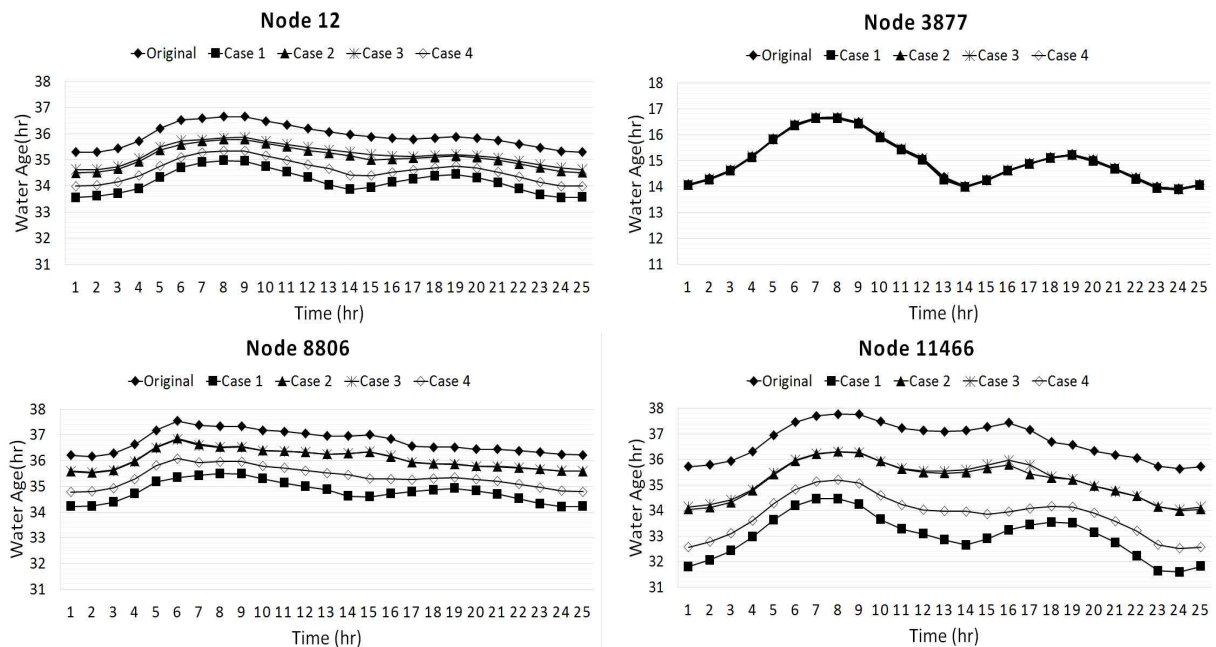 Node 12
Original Case 1 Case 2 Case 3 Case 4
Water Age(hr)
38
37
36
35
34
33
32
31
1 2 3 4 5 6 7 8 9 10 11 12 13 14 15 16 17 18 19 20 21 22 23 24 25
Time (hr)
Node 3877
Original Case 1 Case 2 Case 3 Case 4
Water Age(hr)
18
17
16
15
14
13
12
11
1 2 3 4 5 6 7 8 9 10 11 12 13 14 15 16 17 18 19 20 21 22 23 24 25
Time (hr)
Node 8806
Original Case 1 Case 2 Case 3 Case 4
Water Age(hr)
38
37
36
35
34
33
32
31
1 2 3 4 5 6 7 8 9 10 11 12 13 14 15 16 17 18 19 20 21 22 23 24 25
Time (hr)
Node 11466
Original Case 1 Case 2 Case 3 Case 4
Water Age(hr)
38
37
36
35
34
33
32
31
1 2 3 4 5 6 7 8 9 10 11 12 13 14 15 16 17 18 19 20 21 22 23 24 25
Time (hr)